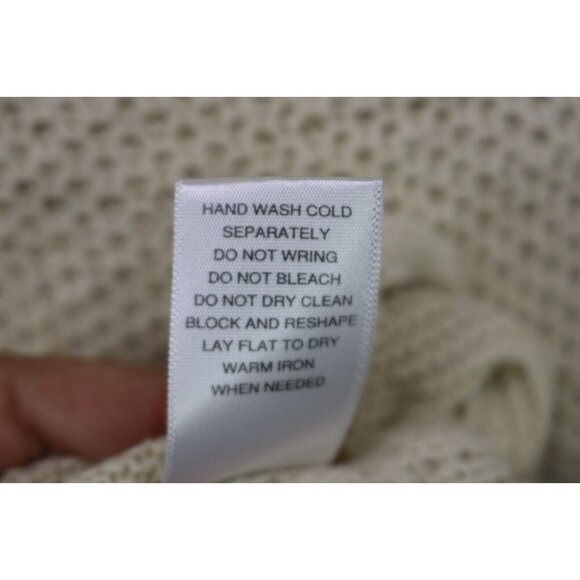 HAND WASH COLD
SEPARATELY
DO NOT WRING
DO NOT BLEACH
DO NOT DRY CLEAN
BLOCK AND RESHAPE
LAY FLAT TO DRY
WARM IRON
WHEN NEEDED